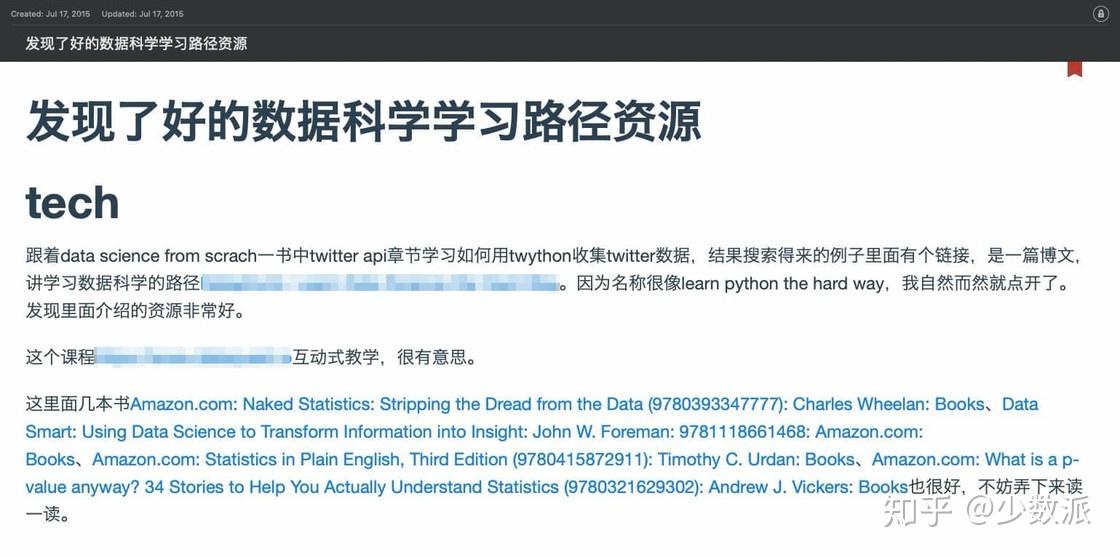 Created: Jul 17, 2015 Updated: Jul 17, 2015
发现了好的数据科学学习路径资源
发现了好的数据科学学习路径资源
tech
跟着data science from scrach一书中twitter api章节学习如何用twython收集twitter数据，结果搜索得来的例子里面有个链接，是一篇博文，
讲学习数据科学的路径。因为名称很像learn python the hard way，我自然而然就点开了。
发现里面介绍的资源非常好。
这个课程互动式教学，很有意思。
这里面几本书Amazon.com: Naked Statistics: Stripping the Dread from the Data (9780393347777): Charles Wheelan: Books、Data
Smart: Using Data Science to Transform Information into Insight: John W. Foreman: 9781118661468: Amazon.com:
Books、Amazon.com: Statistics in Plain English, Third Edition (9780415872911): Timothy C. Urdan: Books、Amazon.com: What is a p-
value anyway? 34 Stories to Help You Actually Understand Statistics (9780321629302): Andrew J. Vickers: Books也很好，不妨弄下来读
一读。
知乎 @少数派